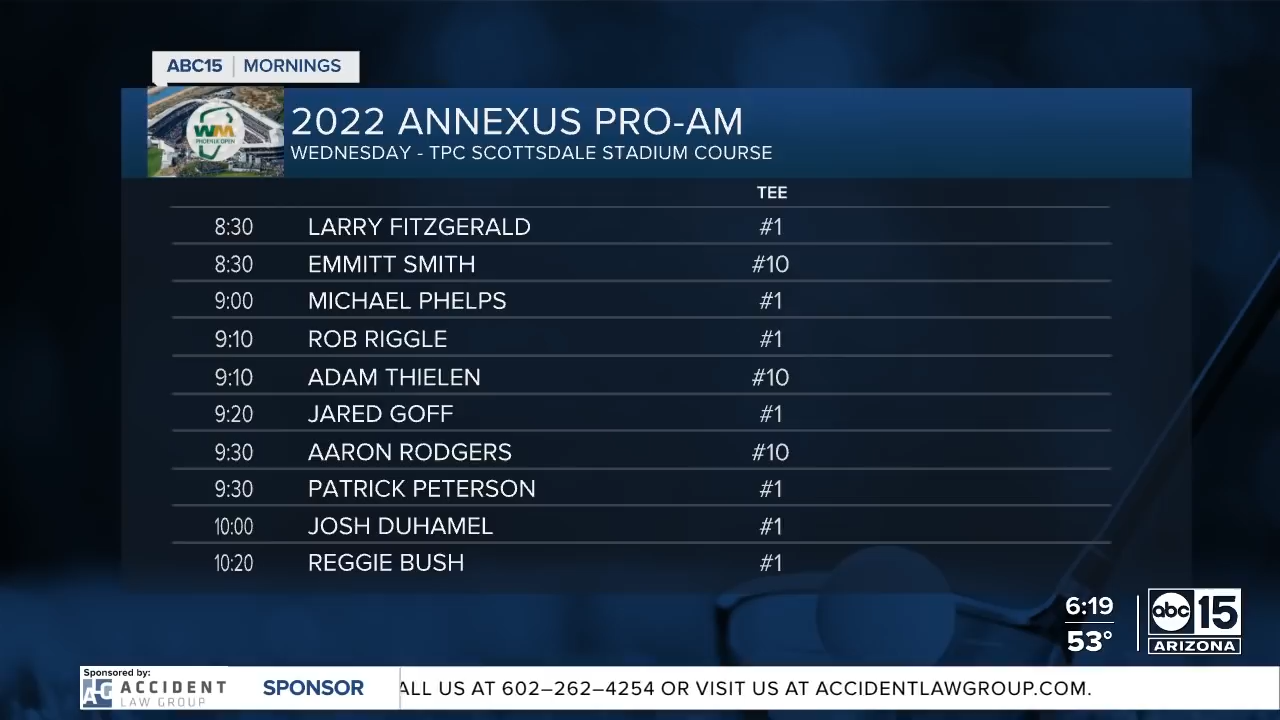 ABC15 | MORNINGS
WM
PHOENIX OPEN
2022 ANNEXUS PRO-AM
WEDNESDAY - TPC SCOTTSDALE STADIUM COURSE
TEE
8:30 LARRY FITZGERALD #1
8:30 EMMITT SMITH #10
9:00 MICHAEL PHELPS #1
9:10 ROB RIGGLE #1
9:10 ADAM THIELEN #10
9:20 JARED GOFF #1
9:30 AARON RODGERS #10
9:30 PATRICK PETERSON #1
10:00 JOSH DUHAMEL #1
10:20 REGGIE BUSH #1
6:19
53°
abc 15
ARIZONA
Sponsored by:
ALG ACCIDENT
LAW GROUP
SPONSOR
ALL US AT 602–262–4254 OR VISIT US AT ACCIDENTLAWGROUP.COM.